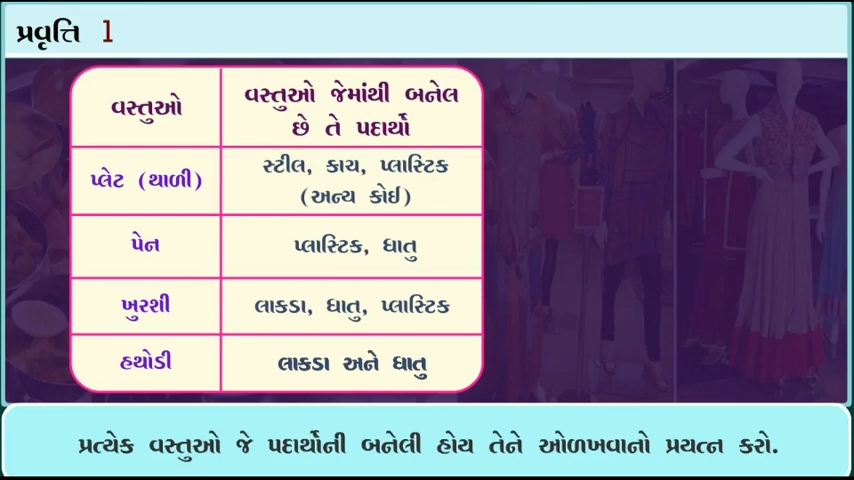 પ્રવૃત્તિ 1
વસ્તુઓ
વસ્તુઓ જેમાંથી બનેલ
છે તે પદાર્થો
પ્લેટ (થાળી)
સ્ટીલ, કાચ, પ્લાસ્ટિક
(અન્ય કોઈ)
પેન
પ્લાસ્ટિક, ધાતુ
ખુરશી
લાકડા, ધાતુ, પ્લાસ્ટિક
હથોડી
લાકડા અને ધાતુ
પ્રત્યેક વસ્તુઓ જે પદાર્થોની બનેલી હોય તેને ઓળખવાનો પ્રયત્ન કરો.